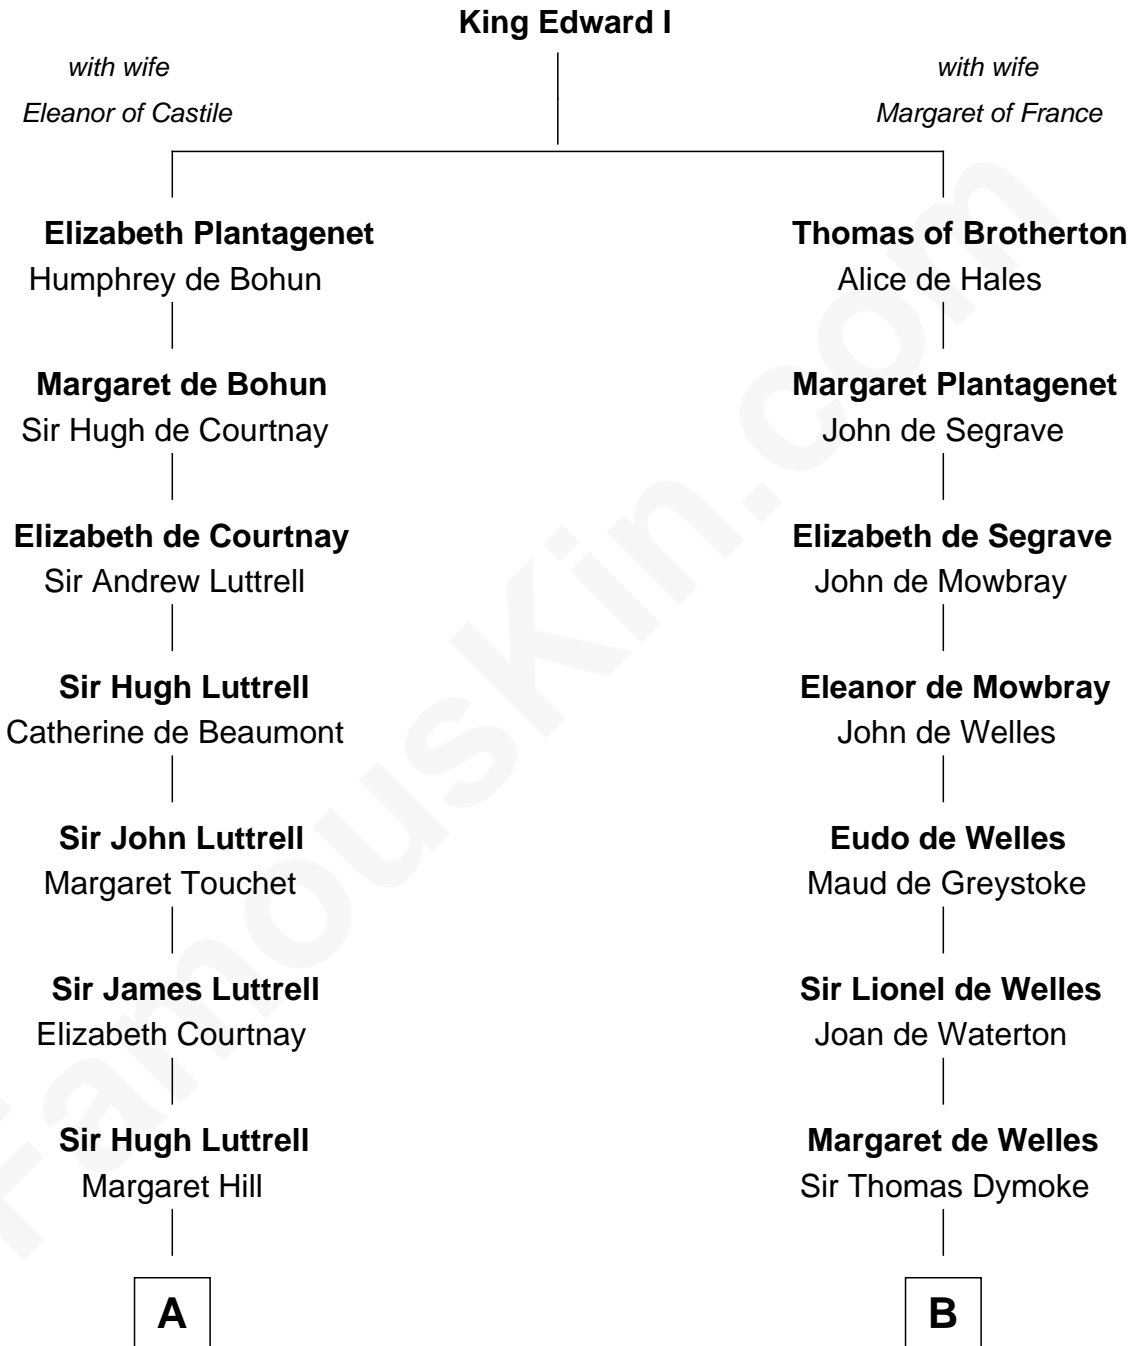 King Edward I
with wife
Eleanor of Castile
with wife
Margaret of France
Elizabeth Plantagenet
Humphrey de Bohun
Thomas of Brotherton
Alice de Hales
Margaret de Bohun
Sir Hugh de Courtnay
Margaret Plantagenet
John de Segrave
Elizabeth de Courtnay
Sir Andrew Luttrell
Elizabeth de Segrave
John de Mowbray
Sir Hugh Luttrell
Catherine de Beaumont
Eleanor de Mowbray
John de Welles
Sir John Luttrell
Margaret Touchet
Eudo de Welles
Maud de Greystoke
Sir James Luttrell
Elizabeth Courtnay
Sir Lionel de Welles
Joan de Waterton
Sir Hugh Luttrell
Margaret Hill
Margaret de Welles
Sir Thomas Dymoke
A
B
FamousKin.com